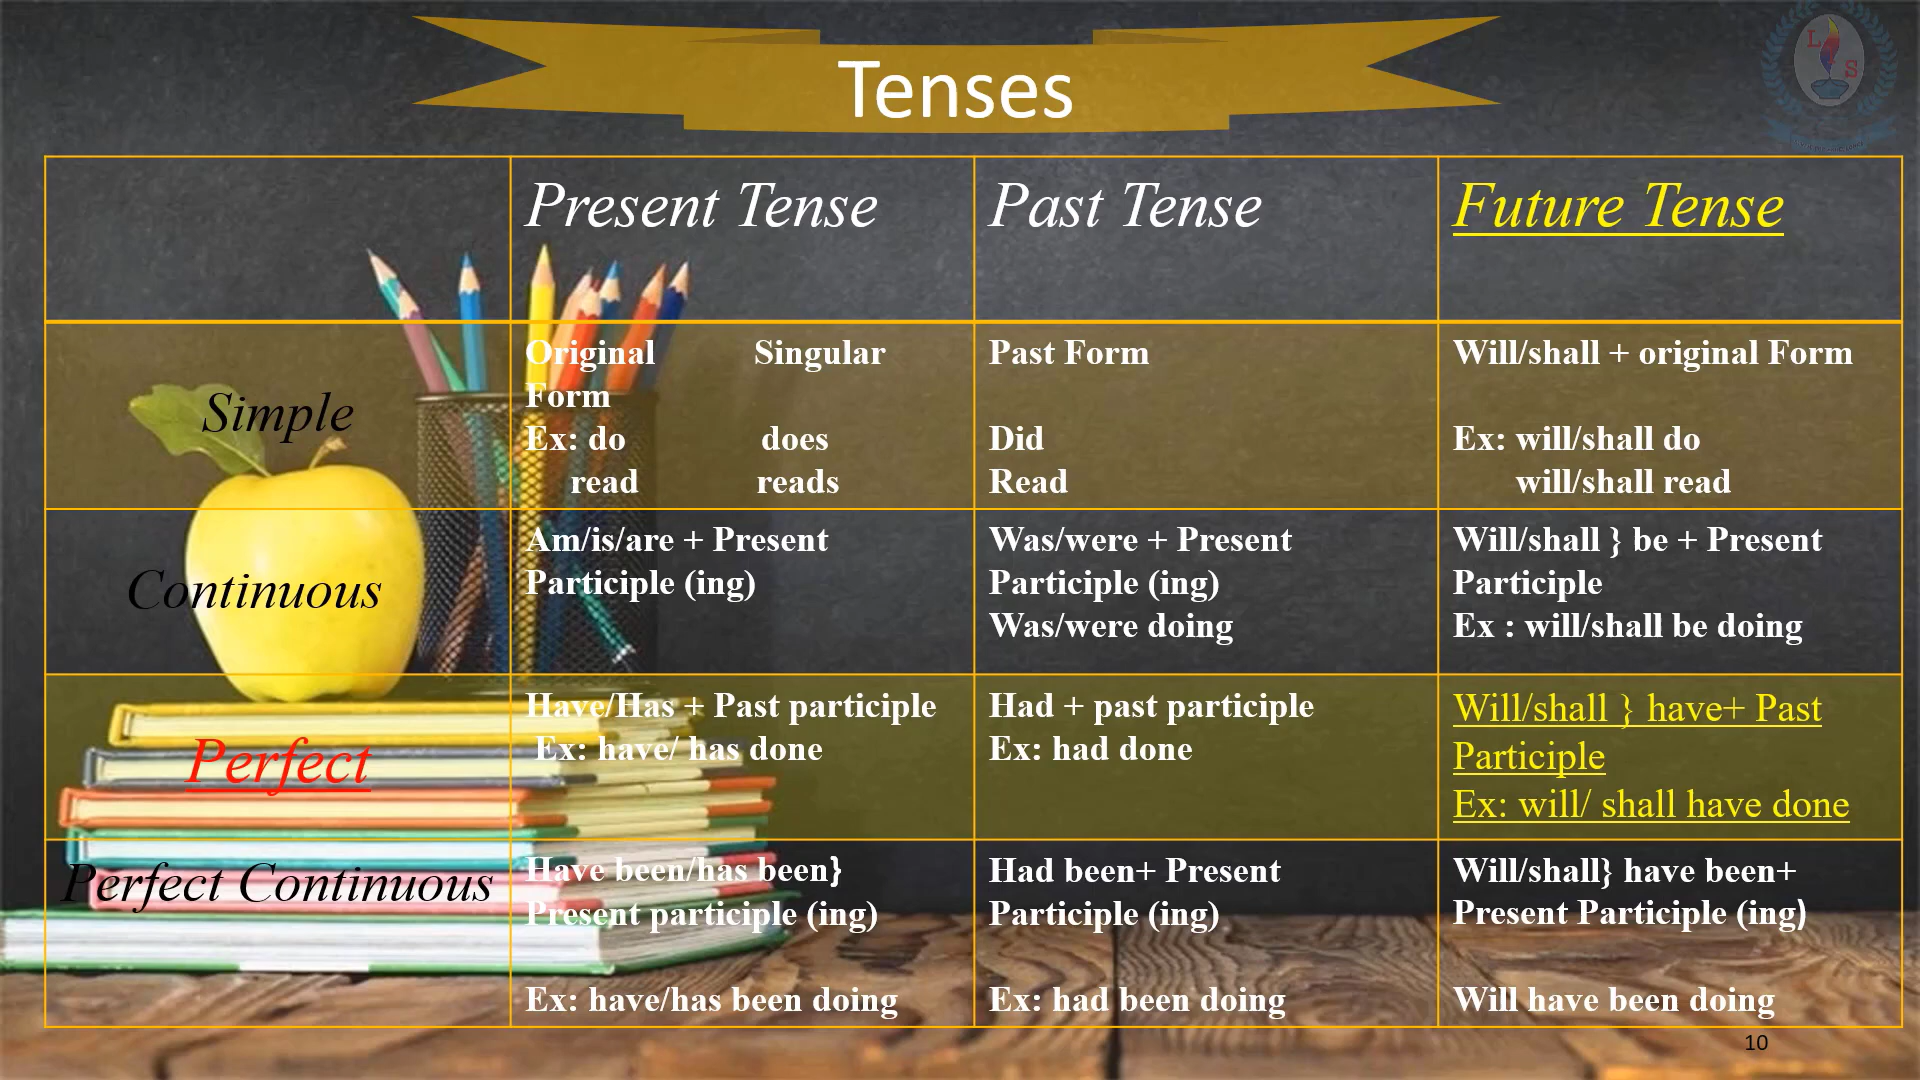 Tenses
L
S
Present Tense
Past Tense
Future Tense
Simple
Original Singular
Form
Ex: do does
read reads
Past Form
Did
Read
Will/shall + original Form
Ex: will/shall do
will/shall read
Continuous
Am/is/are + Present
Participle (ing)
Was/were + Present
Participle (ing)
Was/were doing
Will/shall } be + Present
Participle
Ex : will/shall be doing
Perfect
Have/Has + Past participle
Ex: have/ has done
Had + past participle
Ex: had done
Will/shall } have+ Past
Participle
Ex: will/ shall have done
Perfect Continuous
Have been/has been}
Present participle (ing)
Ex: have/has been doing
Had been+ Present
Participle (ing)
Ex: had been doing
Will/shall} have been+
Present Participle (ing)
Will have been doing
10